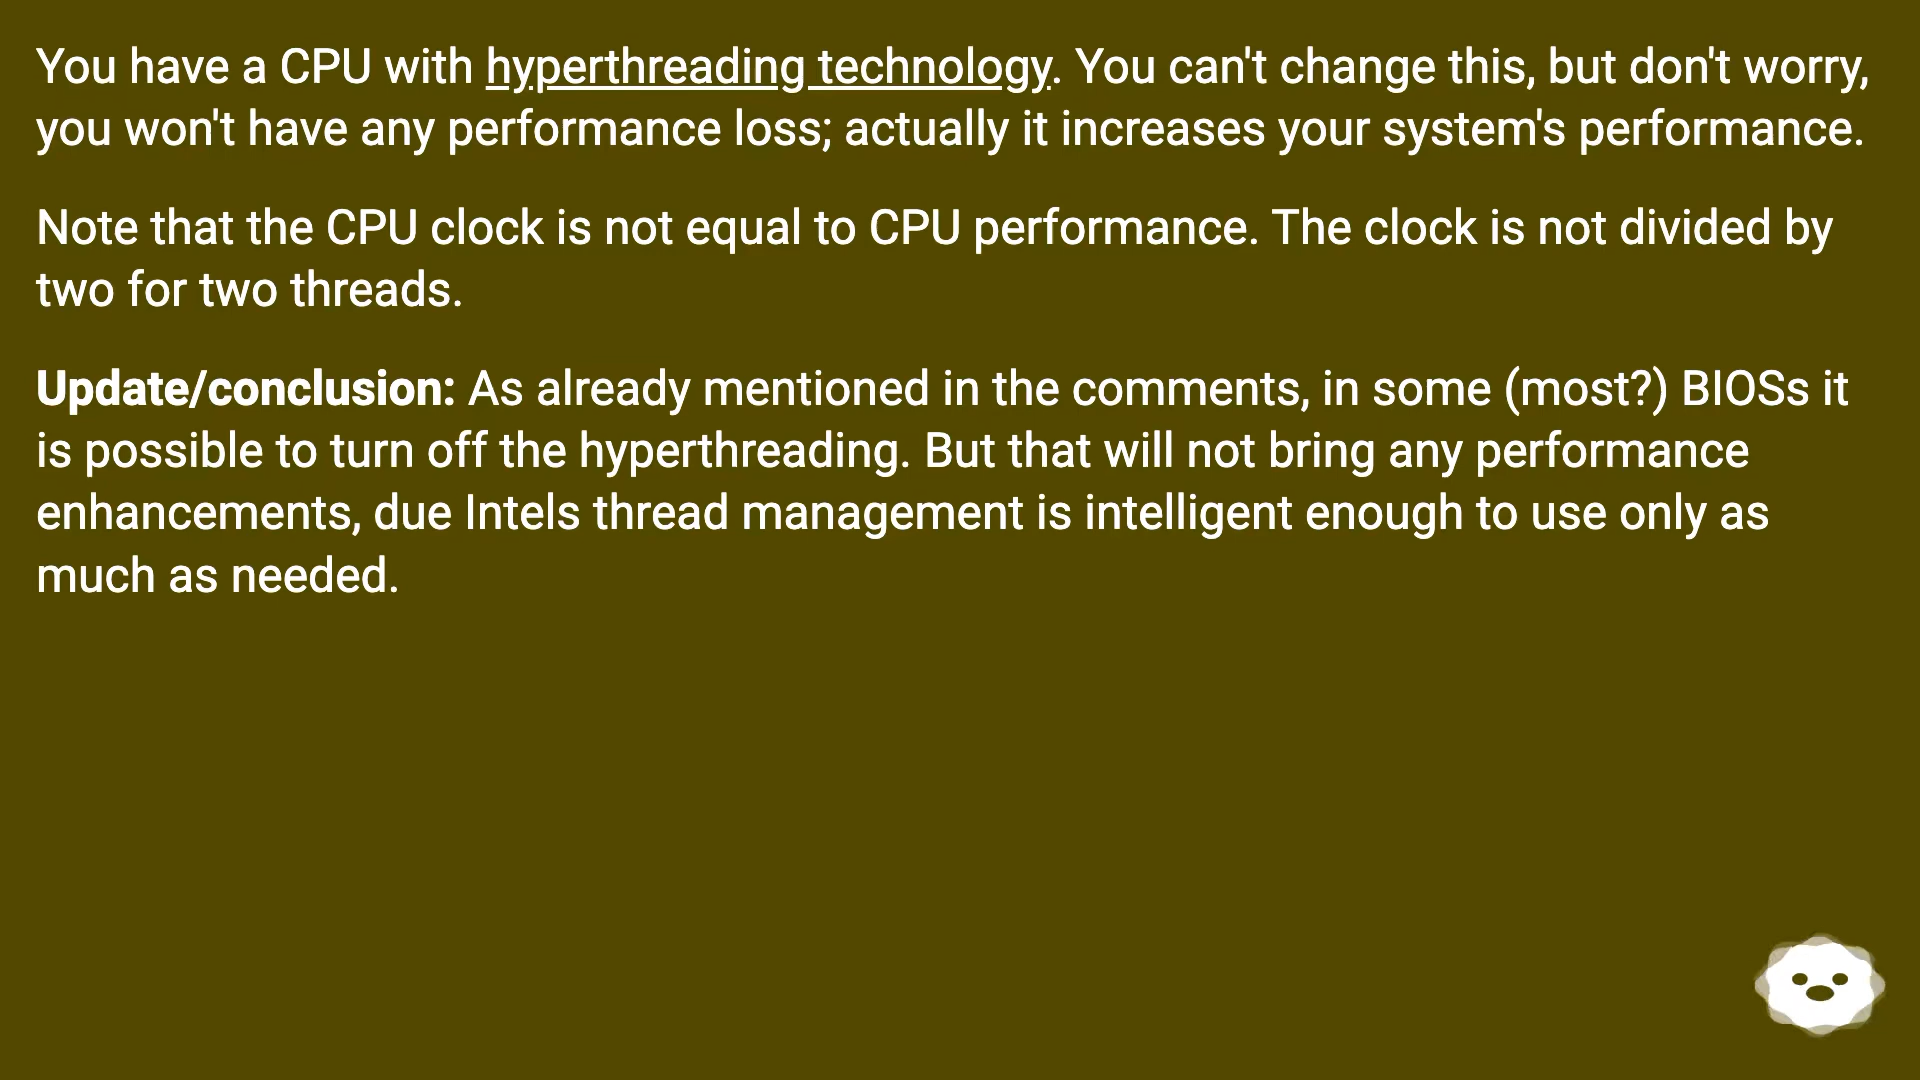 You have a CPU with hyperthreading technology. You can't change this, but don't worry,
you won't have any performance loss; actually it increases your system's performance.
Note that the CPU clock is not equal to CPU performance. The clock is not divided by
two for two threads.
Update/conclusion: As already mentioned in the comments, in some (most?) BIOSs it
is possible to turn off the hyperthreading. But that will not bring any performance
enhancements, due Intels thread management is intelligent enough to use only as
much as needed.